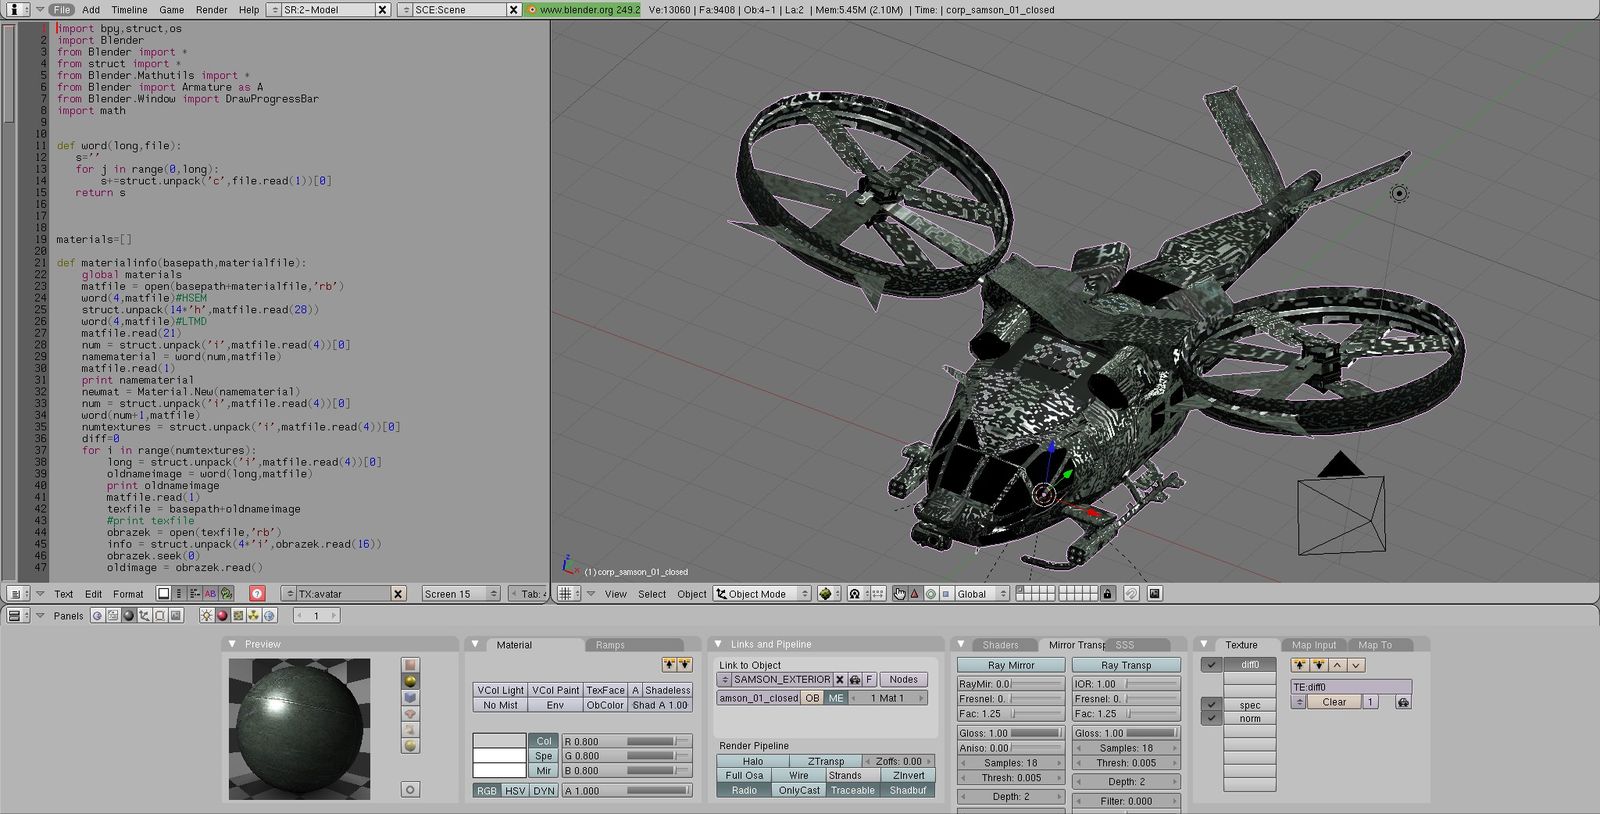 File Add Timeline Game Render Help SR:2-Model SCE:Scene www.blender.org 249.2 Ve:13060 | Fa:9408 | Ob:4-1 | La:2 | Mem:5.45M (2.10M) | Time: | corp_samson_01_closed
1 import bpy,struct,os
2 import Blender
3 from Blender import *
4 from struct import *
5 from Blender.Mathutils import *
6 from Blender import Armature as A
7 from Blender.Window import DrawProgressBar
8 import math
9
10
11 def word(long,file):
12 s=''
13 for j in range(0,long):
14 s+=struct.unpack('c',file.read(1))[0]
15 return s
16
17
18
19 materials=[]
20
21 def materialinfo(basepath,materialfile):
22 global materials
23 matfile = open(basepath+materialfile,'rb')
24 word(4,matfile)#HSEM
25 struct.unpack(14*'h',matfile.read(28))
26 word(4,matfile)#LTMD
27 matfile.read(21)
28 num = struct.unpack('i',matfile.read(4))[0]
29 namematerial = word(num,matfile)
30 matfile.read(1)
31 print namematerial
32 newmat = Material.New(namematerial)
33 num = struct.unpack('i',matfile.read(4))[0]
34 word(num+1,matfile)
35 numtextures = struct.unpack('i',matfile.read(4))[0]
36 diff=0
37 for i in range(numtextures):
38 long = struct.unpack('i',matfile.read(4))[0]
39 oldnameimage = word(long,matfile)
40 print oldnameimage
41 matfile.read(1)
42 texfile = basepath+oldnameimage
43 #print texfile
44 obrazek = open(texfile,'rb')
45 info = struct.unpack(4*'i',obrazek.read(16))
46 obrazek.seek(0)
47 oldimage = obrazek.read()
(1) corp_samson_01_closed
Text Edit Format AB TX:avatar Screen 15 Tab: View Select Object Object Mode Global
Panels 1
Preview
Material Ramps
VCol Light VCol Paint TexFace A Shadeless
No Mist Env ObColor Shad A 1.00
Col R 0.800
Spe G 0.800
Mir B 0.800
RGB HSV DYN A 1.000
Links and Pipeline
Link to Object
SAMSON_EXTERIOR F Nodes
amson_01_closed OB ME 1 Mat 1
Render Pipeline
Halo ZTransp Zoffs: 0.00
Full Osa Wire Strands ZInvert
Radio OnlyCast Traceable Shadbuf
Shaders Mirror Transp SSS
Ray Mirror Ray Transp
RayMir: 0.0 IOR: 1.00
Fresnel: 0. Fresnel: 0.
Fac: 1.25 Fac: 1.25
Gloss: 1.00 Gloss: 1.00
Aniso: 0.00 Samples: 18
Samples: 18 Thresh: 0.005
Thresh: 0.005 Depth: 2
Depth: 2 Filter: 0.000
Texture Map Input Map To
diff0
spec
norm
TE:diff0
Clear 1